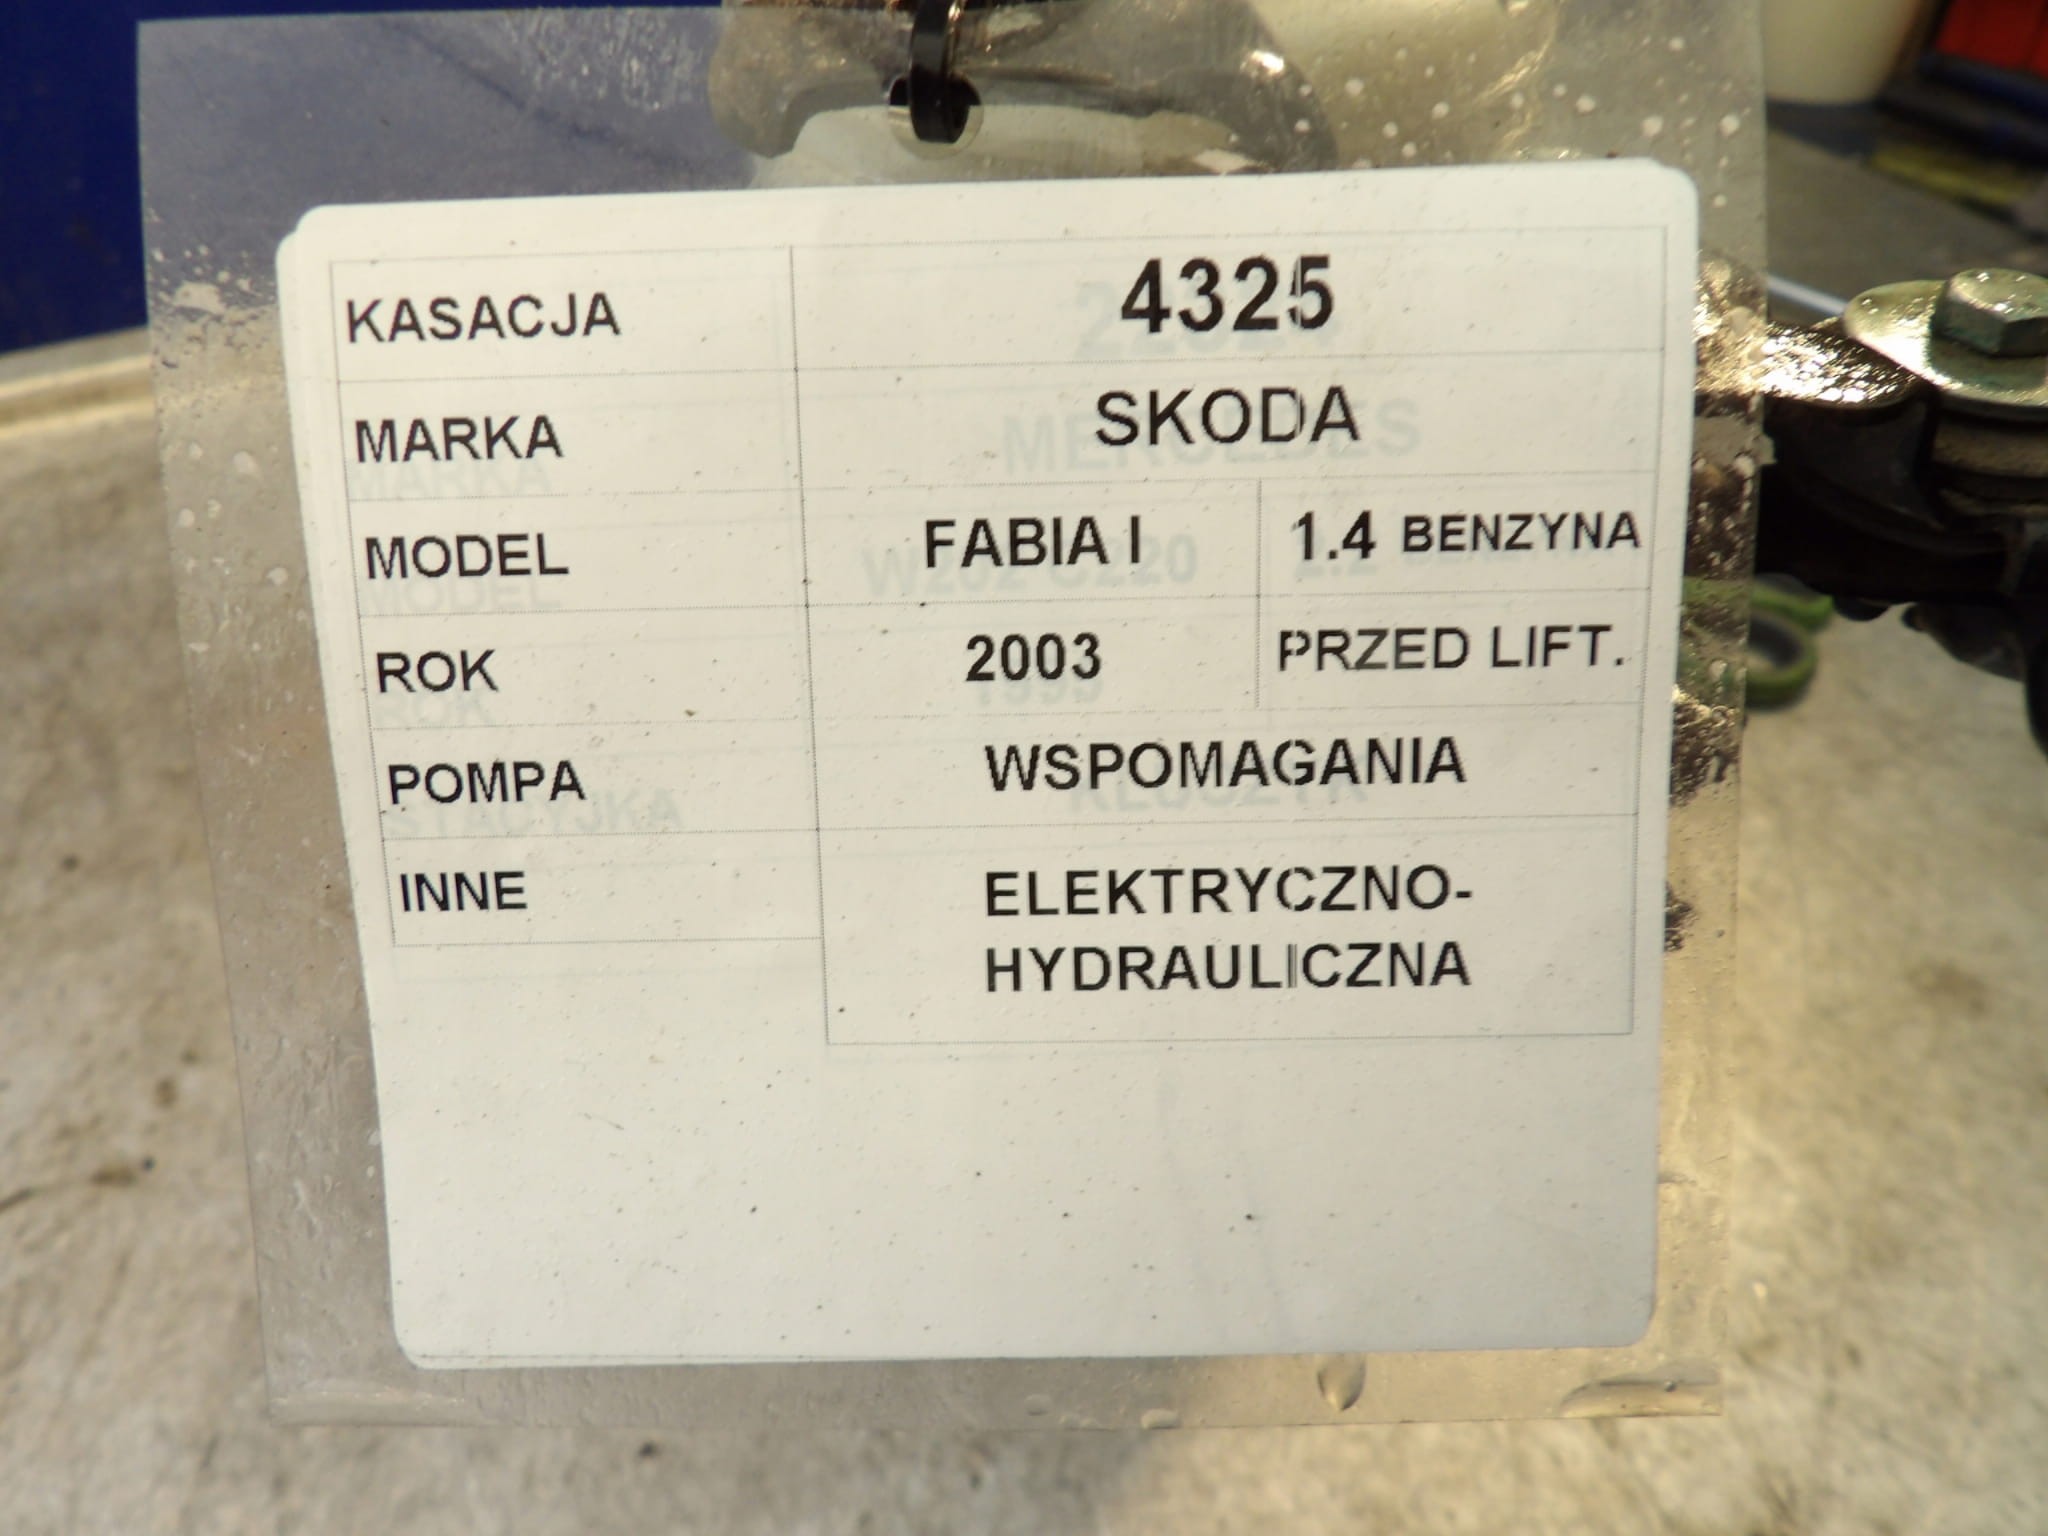 KASACJA 4325
MARKA SKODA
MODEL FABIA I 1.4 BENZYNA
ROK 2003 PRZED LIFT.
POMPA WSPOMAGANIA
INNE ELEKTRYCZNO-
HYDRAULICZNA